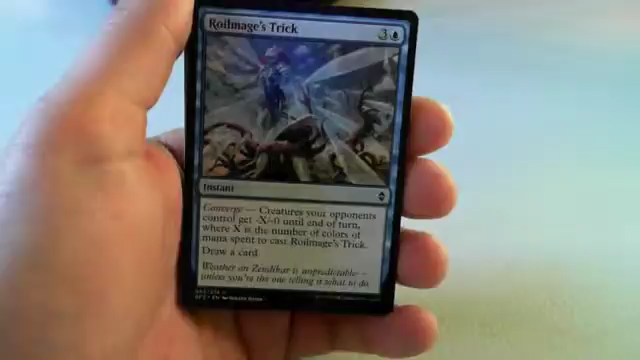 Roilmage's Trick 3
Instant
Converge — Creatures your opponents
control get -X/-0 until end of turn,
where X is the number of colors of
mana spent to cast Roilmage's Trick.
Draw a card.
Weather on Zendikar is unpredictable—
unless you're the one telling it what to do.